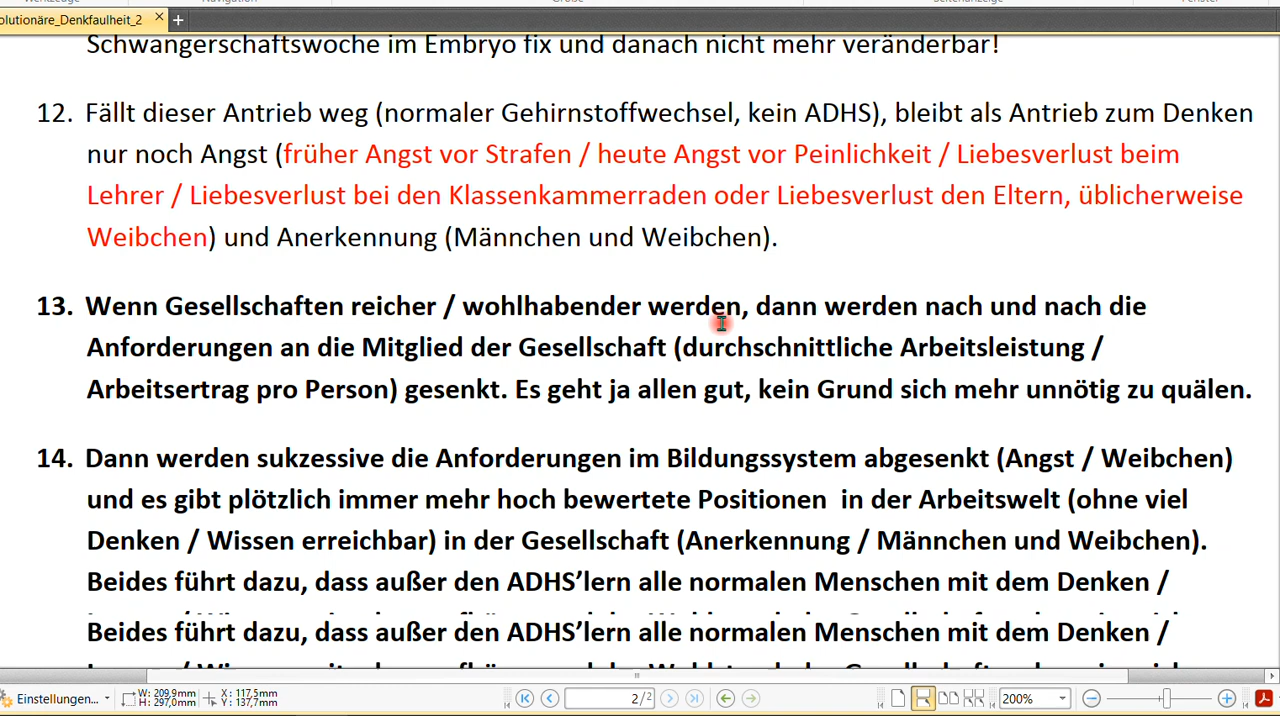 olutionäre_Denkfaulheit_2
Schwangerschaftswoche im Embryo fix und danach nicht mehr veränderbar!
12. Fällt dieser Antrieb weg (normaler Gehirnstoffwechsel, kein ADHS), bleibt als Antrieb zum Denken
nur noch Angst (früher Angst vor Strafen / heute Angst vor Peinlichkeit / Liebesverlust beim
Lehrer / Liebesverlust bei den Klassenkammerraden oder Liebesverlust den Eltern, üblicherweise
Weibchen) und Anerkennung (Männchen und Weibchen).
13. Wenn Gesellschaften reicher / wohlhabender werden, dann werden nach und nach die
Anforderungen an die Mitglied der Gesellschaft (durchschnittliche Arbeitsleistung /
Arbeitsertrag pro Person) gesenkt. Es geht ja allen gut, kein Grund sich mehr unnötig zu quälen.
14. Dann werden sukzessive die Anforderungen im Bildungssystem abgesenkt (Angst / Weibchen)
und es gibt plötzlich immer mehr hoch bewertete Positionen in der Arbeitswelt (ohne viel
Denken / Wissen erreichbar) in der Gesellschaft (Anerkennung / Männchen und Weibchen).
Beides führt dazu, dass außer den ADHS’lern alle normalen Menschen mit dem Denken /
Beides führt dazu, dass außer den ADHS’lern alle normalen Menschen mit dem Denken /
Einstellungen... W: 209,9mm X : 117,5mm 2/2 200%
H: 297,0mm Y : 137,7mm